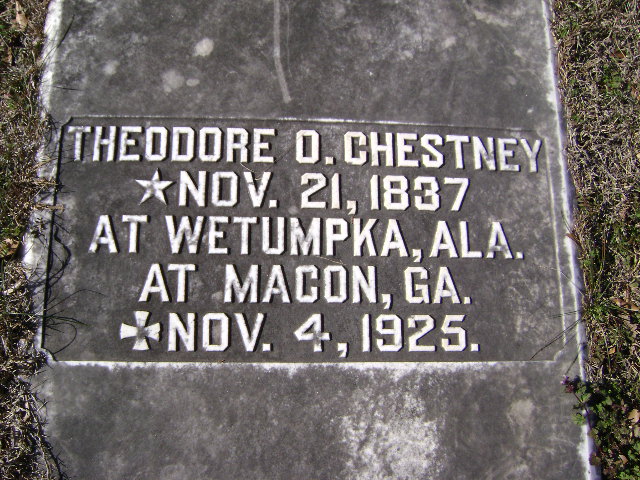 THEODORE O. CHESTNEY
★NOV. 21, 1837
AT WETUMPKA, ALA.
AT MACON, GA.
✠NOV. 4, 1925.